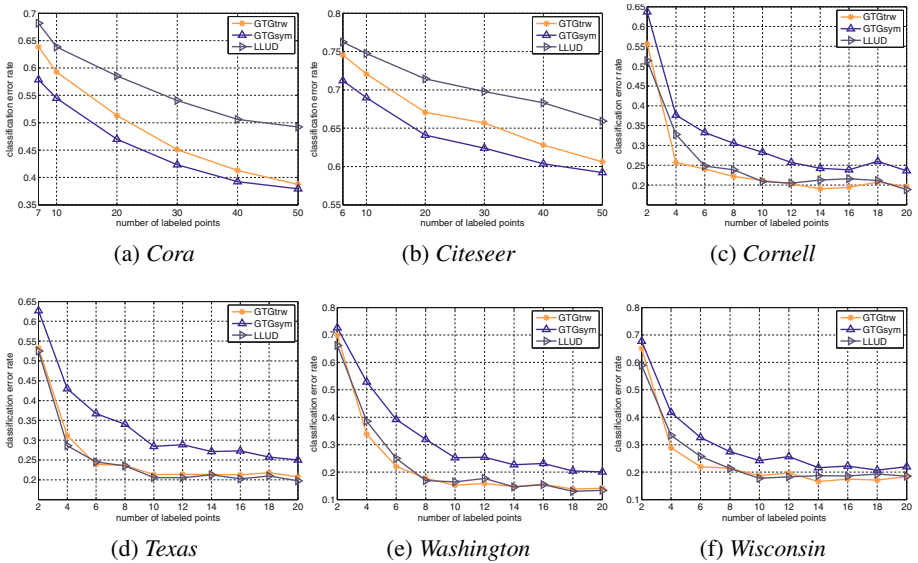 0.7
0.65
0.6
0.55
0.5
0.45
0.4
0.35
classification error rate
GTGtrw
GTGsym
LLUD
7 10 20 30 40 50
number of labeled points
(a) Cora
0.75
0.7
0.65
0.6
0.55
classification error rate
GTGtrw
GTGsym
LLUD
6 10 20 30 40 50
number of labeled points
(b) Citeseer
0.65
0.6
0.55
0.5
0.45
0.4
0.35
0.3
0.25
0.2
classification error rate
GTGtrw
GTGsym
LLUD
2 4 6 8 10 12 14 16 18 20
number of labeled points
(c) Cornell
0.65
0.6
0.55
0.5
0.45
0.4
0.35
0.3
0.25
0.2
classification error rate
GTGtrw
GTGsym
LLUD
2 4 6 8 10 12 14 16 18 20
number of labeled points
(d) Texas
0.8
0.7
0.6
0.5
0.4
0.3
0.2
0.1
classification error rate
GTGtrw
GTGsym
LLUD
2 4 6 8 10 12 14 16 18 20
number of labeled points
(e) Washington
0.8
0.7
0.6
0.5
0.4
0.3
0.2
0.1
classification error rate
GTGtrw
GTGsym
LLUD
2 4 6 8 10 12 14 16 18 20
number of labeled points
(f) Wisconsin